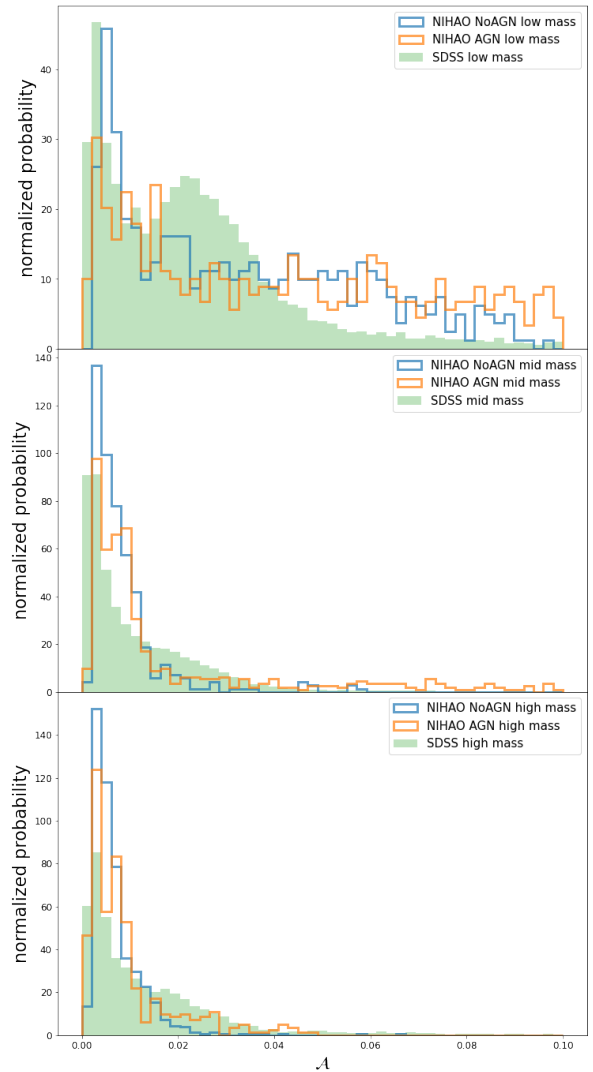 NIHAO NoAGN low mass
NIHAO AGN low mass
SDSS low mass
normalized probability
40
30
20
10
0
NIHAO NoAGN mid mass
NIHAO AGN mid mass
SDSS mid mass
normalized probability
140
120
100
80
60
40
20
0
NIHAO NoAGN high mass
NIHAO AGN high mass
SDSS high mass
normalized probability
140
120
100
80
60
40
20
0
0.00 0.02 0.04 0.06 0.08 0.10
𝒜